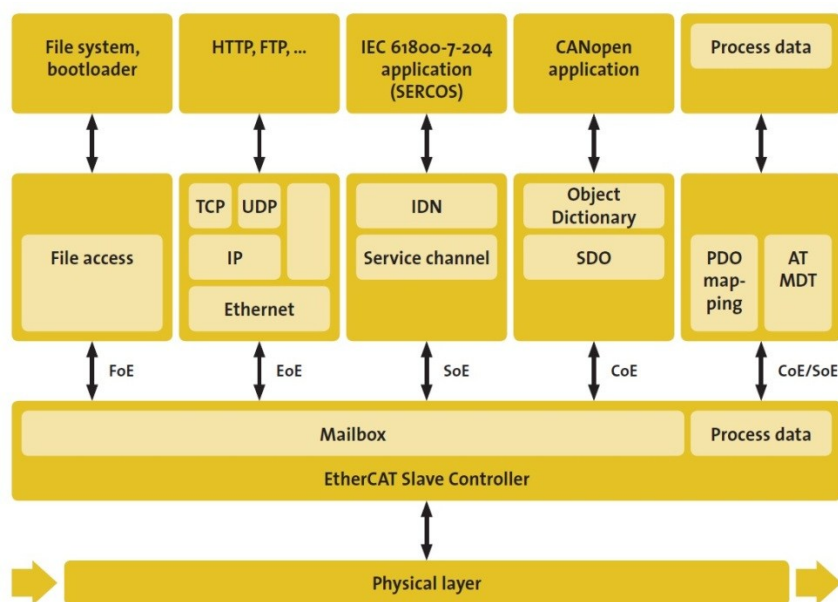 File system,
bootloader
HTTP, FTP, ...
IEC 61800-7-204
application
(SERCOS)
CANopen
application
Process data
File access
TCP
UDP
IP
Ethernet
IDN
Service channel
Object
Dictionary
SDO
PDO
map-
ping
AT
MDT
FoE
EoE
SoE
CoE
CoE/SoE
Mailbox
Process data
EtherCAT Slave Controller
Physical layer